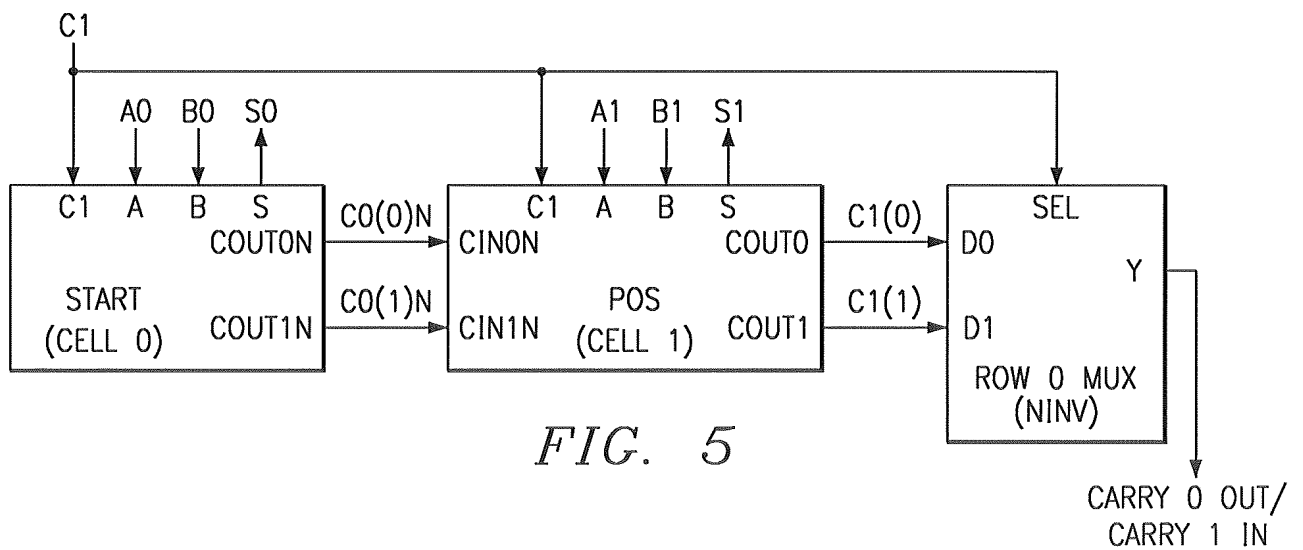 C1
A0 B0 S0
A1 B1 S1
C1 A B S
C1 A B S
SEL
C0(0)N
C1(0)
COUT0N
CIN0N
COUT0
D0
Y
START
(CELL 0)
C0(1)N
POS
(CELL 1)
C1(1)
COUT1N
CIN1N
COUT1
D1
ROW 0 MUX
(NINV)
FIG. 5
CARRY 0 OUT/
CARRY 1 IN